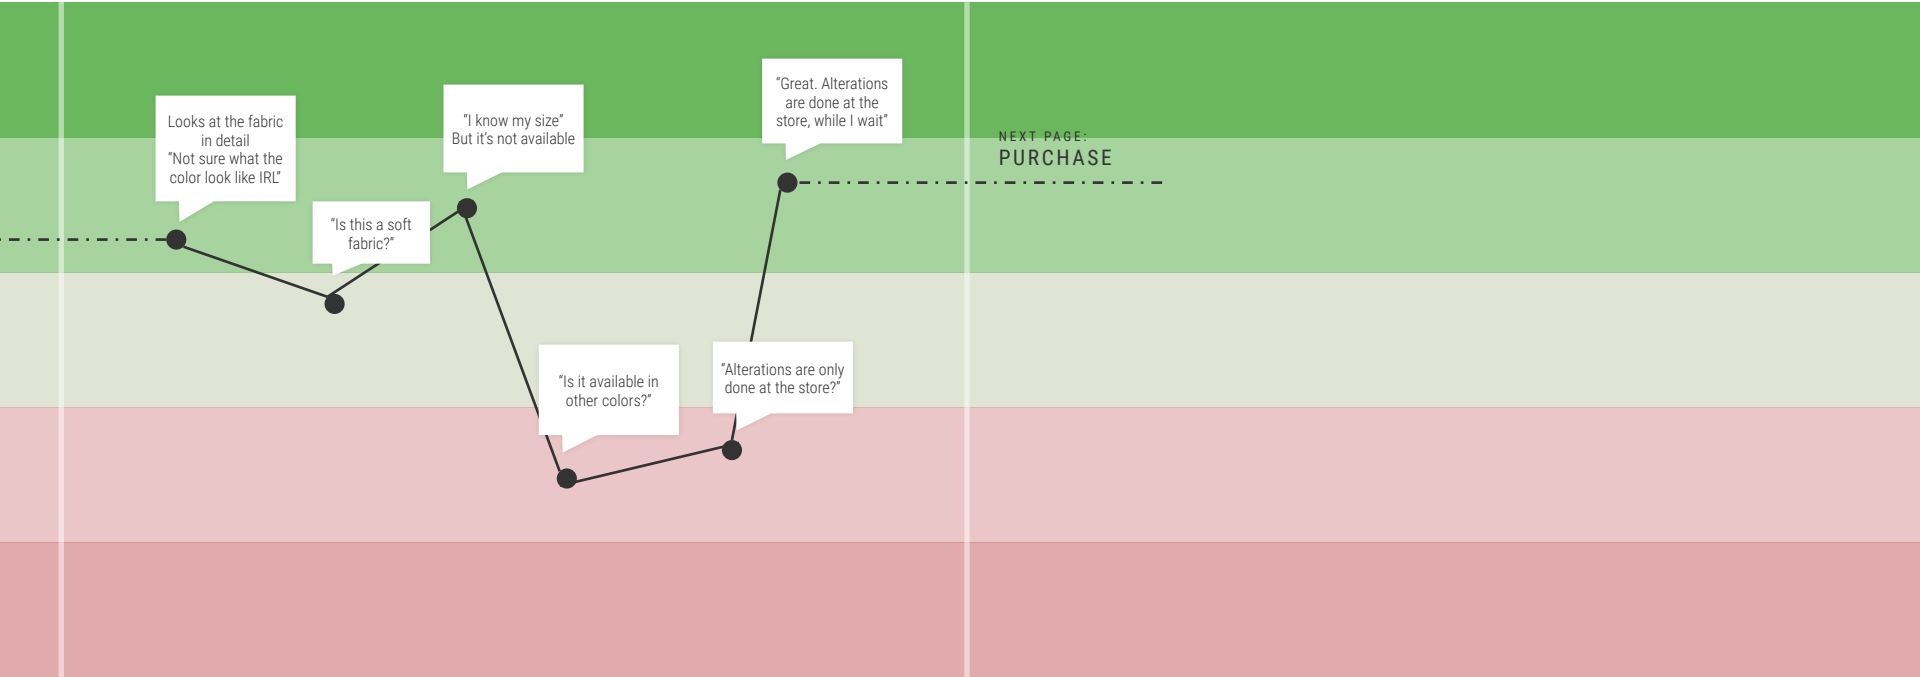 Looks at the fabric
in detail
“Not sure what the
color look like IRL”
“Is this a soft
fabric?”
“I know my size”
But it’s not available
“Is it available in
other colors?”
“Alterations are only
done at the store?”
“Great. Alterations
are done at the
store, while I wait”
NEXT PAGE:
PURCHASE